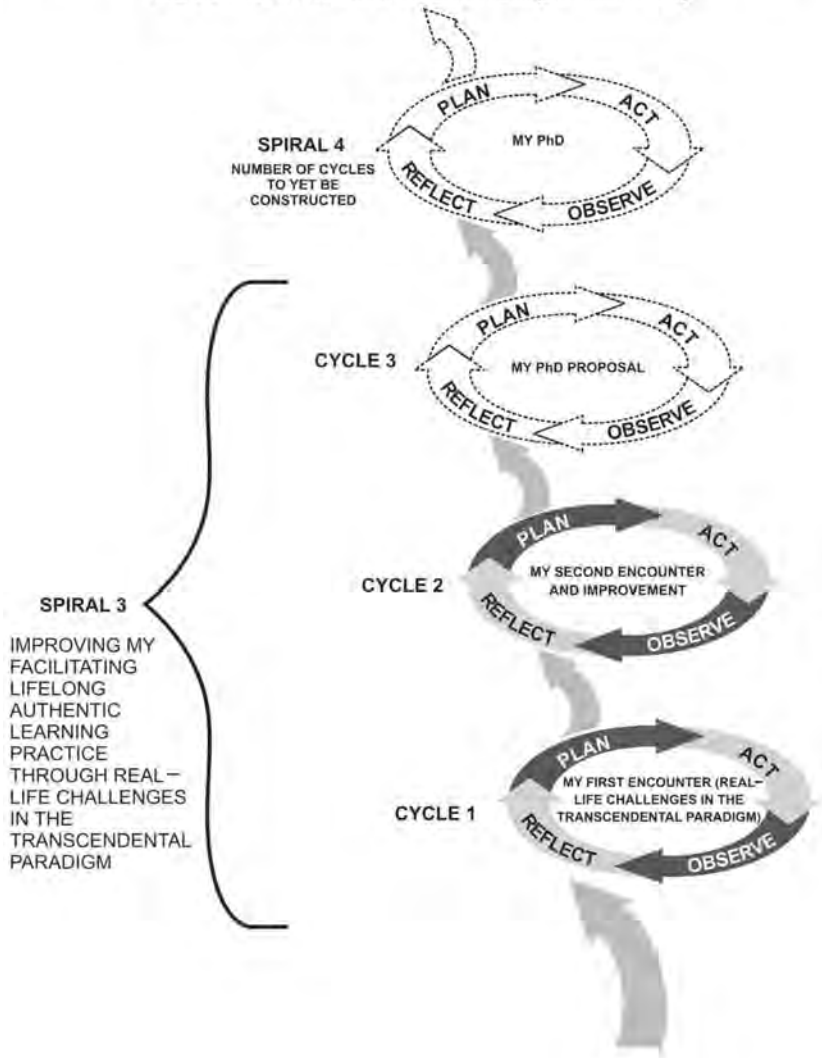 PLAN
ACT
OBSERVE
REFLECT
MY PhD
SPIRAL 4
NUMBER OF CYCLES
TO YET BE
CONSTRUCTED
PLAN
ACT
OBSERVE
REFLECT
MY PhD PROPOSAL
CYCLE 3
PLAN
ACT
OBSERVE
REFLECT
MY SECOND ENCOUNTER
AND IMPROVEMENT
CYCLE 2
SPIRAL 3
IMPROVING MY
FACILITATING
LIFELONG
AUTHENTIC
LEARNING
PRACTICE
THROUGH REAL–
LIFE CHALLENGES
IN THE
TRANSCENDENTAL
PARADIGM
PLAN
ACT
OBSERVE
REFLECT
MY FIRST ENCOUNTER (REAL–
LIFE CHALLENGES IN THE
TRANSCENDENTAL PARADIGM)
CYCLE 1